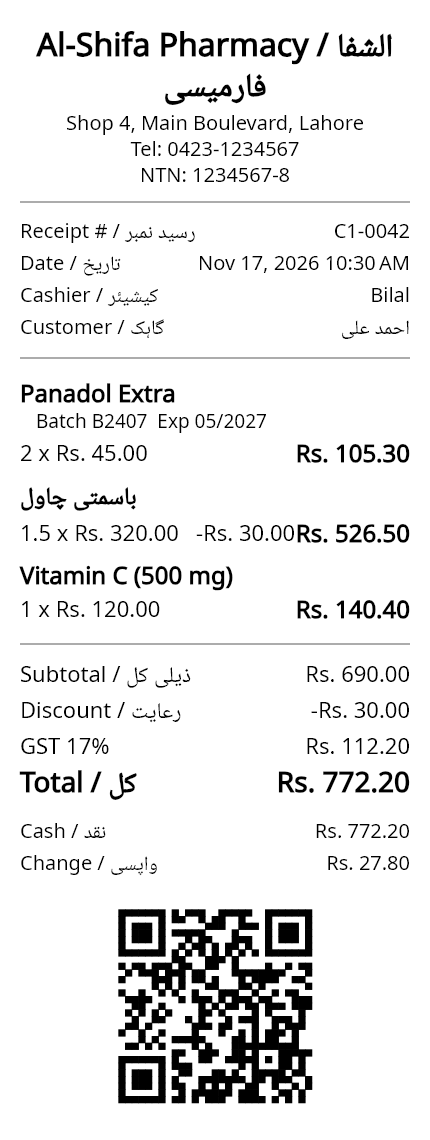 Al-Shifa Pharmacy / الشفا
فارمیسی
Shop 4, Main Boulevard, Lahore
Tel: 0423-1234567
NTN: 1234567-8
Receipt # / رسید نمبر C1-0042
Date / تاریخ Nov 17, 2026 10:30 AM
Cashier / کیشیئر Bilal
Customer / گاہک احمد علی
Panadol Extra
Batch B2407 Exp 05/2027
2 x Rs. 45.00 Rs. 105.30
باسمتی چاول
1.5 x Rs. 320.00 -Rs. 30.00 Rs. 526.50
Vitamin C (500 mg)
1 x Rs. 120.00 Rs. 140.40
Subtotal / ذیلی کل Rs. 690.00
Discount / رعایت -Rs. 30.00
GST 17% Rs. 112.20
Total / کل Rs. 772.20
Cash / نقد Rs. 772.20
Change / واپسی Rs. 27.80